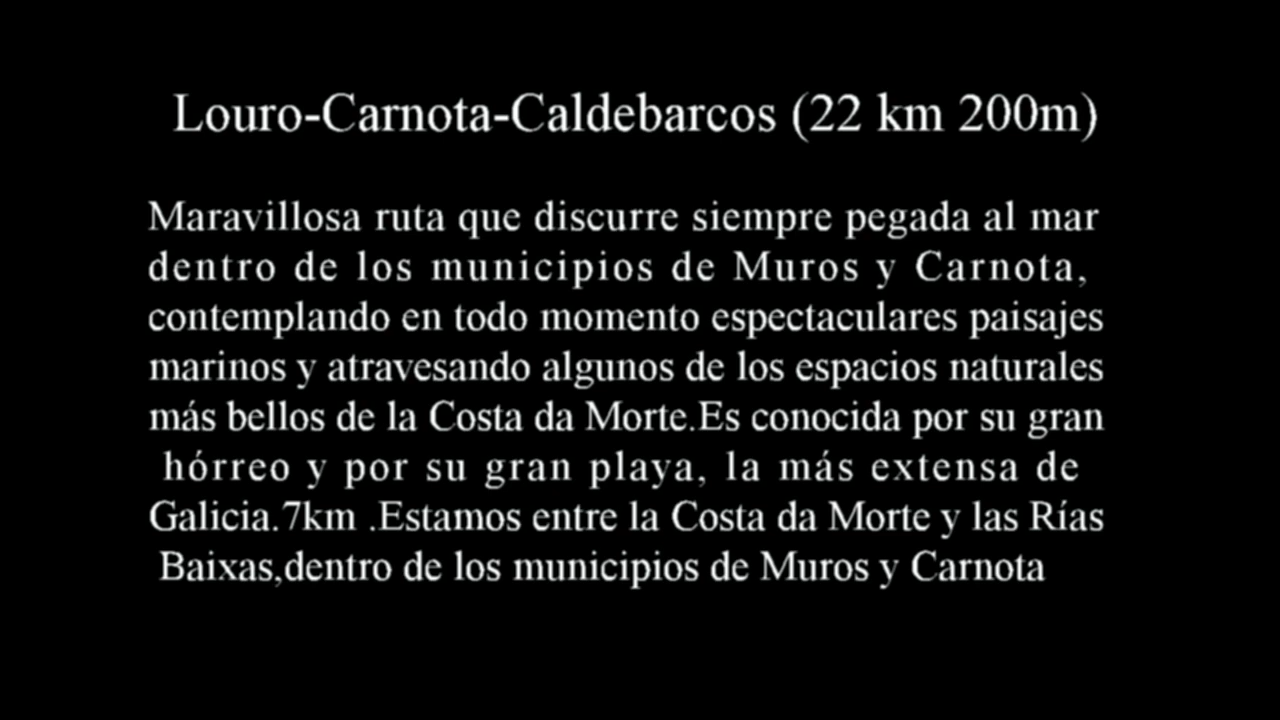 Louro-Carnota-Caldebarcos (22 km 200m)
Maravillosa ruta que discurre siempre pegada al mar
dentro de los municipios de Muros y Carnota,
contemplando en todo momento espectaculares paisajes
marinos y atravesando algunos de los espacios naturales
más bellos de la Costa da Morte.Es conocida por su gran
hórreo y por su gran playa, la más extensa de
Galicia.7km .Estamos entre la Costa da Morte y las Rías
Baixas,dentro de los municipios de Muros y Carnota